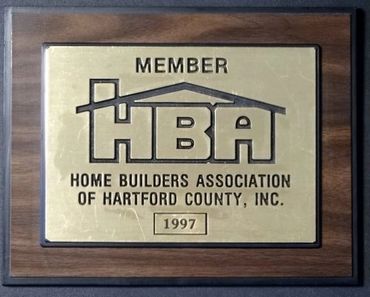 MEMBER
HBA
HOME BUILDERS ASSOCIATION
OF HARTFORD COUNTY, INC.
1997